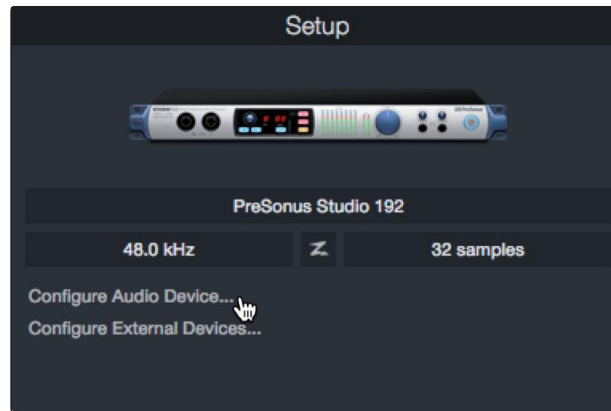 Setup
PreSonus Studio 192
48.0 kHz
32 samples
Configure Audio Device...
Configure External Devices...